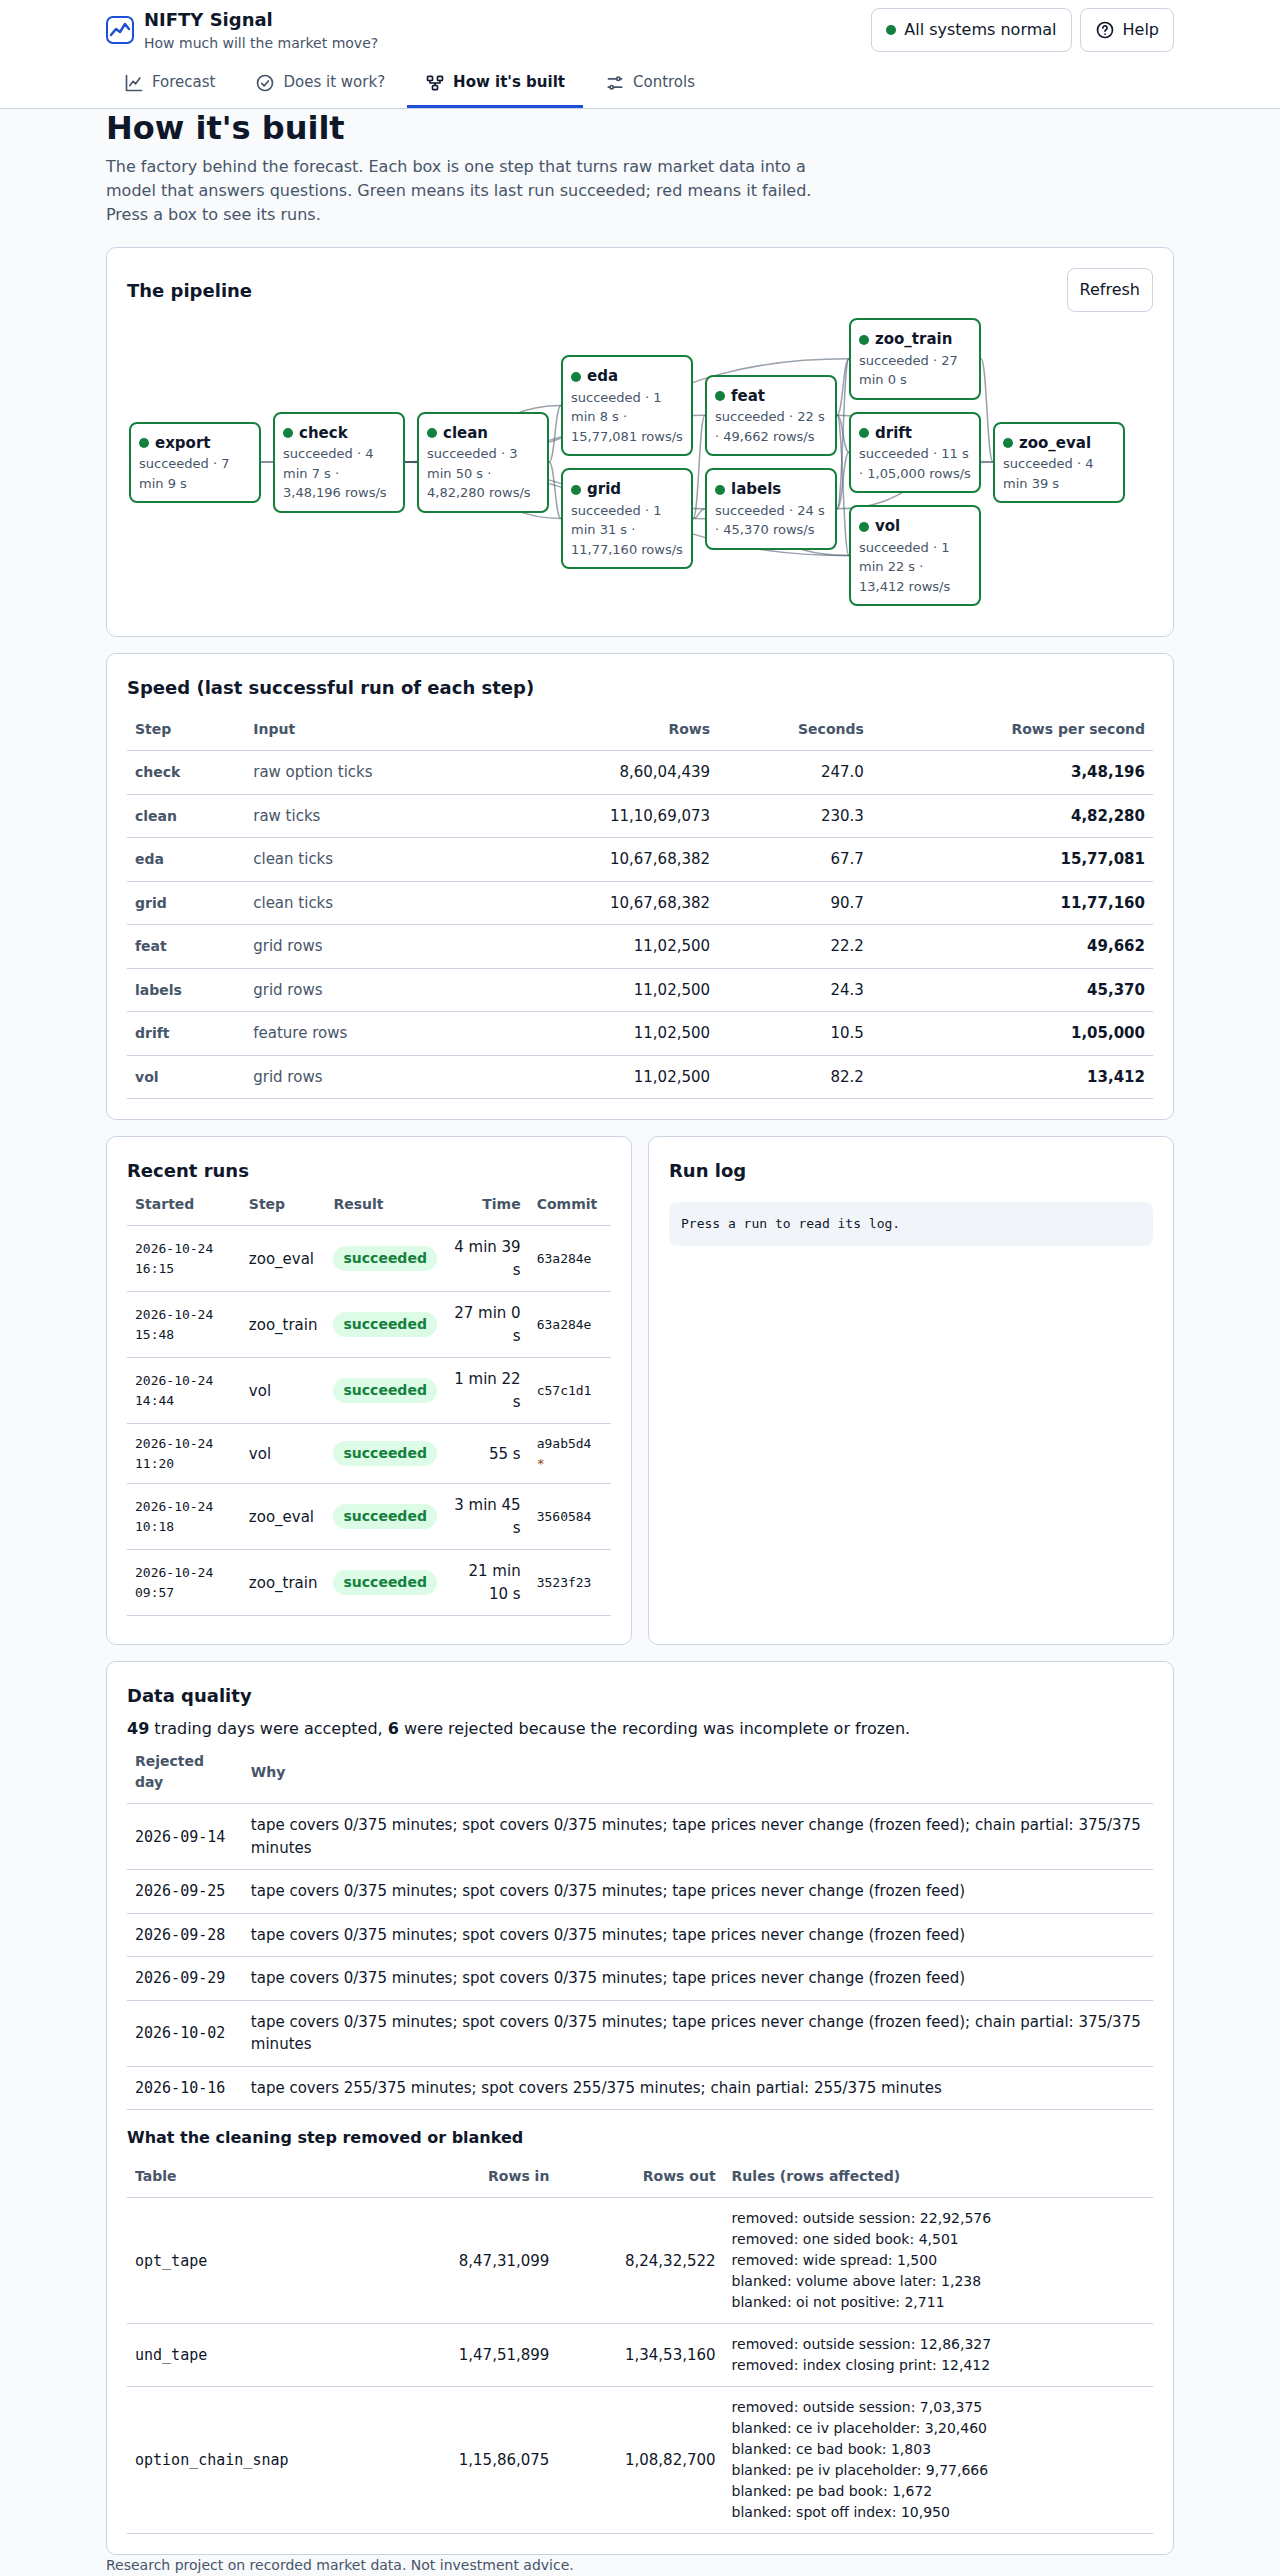 NIFTY Signal
How much will the market move?
All systems normal
Help
Forecast
Does it work?
How it's built
Controls
How it's built
The factory behind the forecast. Each box is one step that turns raw market data into a
model that answers questions. Green means its last run succeeded; red means it failed.
Press a box to see its runs.
The pipeline
Refresh
export
succeeded · 7
min 9 s
check
succeeded · 4
min 7 s ·
3,48,196 rows/s
clean
succeeded · 3
min 50 s ·
4,82,280 rows/s
eda
succeeded · 1
min 8 s ·
15,77,081 rows/s
grid
succeeded · 1
min 31 s ·
11,77,160 rows/s
feat
succeeded · 22 s
· 49,662 rows/s
labels
succeeded · 24 s
· 45,370 rows/s
zoo_train
succeeded · 27
min 0 s
drift
succeeded · 11 s
· 1,05,000 rows/s
vol
succeeded · 1
min 22 s ·
13,412 rows/s
zoo_eval
succeeded · 4
min 39 s
Speed (last successful run of each step)
Step Input Rows Seconds Rows per second
check raw option ticks 8,60,04,439 247.0 3,48,196
clean raw ticks 11,10,69,073 230.3 4,82,280
eda clean ticks 10,67,68,382 67.7 15,77,081
grid clean ticks 10,67,68,382 90.7 11,77,160
feat grid rows 11,02,500 22.2 49,662
labels grid rows 11,02,500 24.3 45,370
drift feature rows 11,02,500 10.5 1,05,000
vol grid rows 11,02,500 82.2 13,412
Recent runs
Started Step Result Time Commit
2026-10-24
16:15
zoo_eval succeeded 4 min 39
s
63a284e
2026-10-24
15:48
zoo_train succeeded 27 min 0
s
63a284e
2026-10-24
14:44
vol succeeded 1 min 22
s
c57c1d1
2026-10-24
11:20
vol succeeded 55 s a9ab5d4
*
2026-10-24
10:18
zoo_eval succeeded 3 min 45
s
3560584
2026-10-24
09:57
zoo_train succeeded 21 min
10 s
3523f23
Run log
Press a run to read its log.
Data quality
49 trading days were accepted, 6 were rejected because the recording was incomplete or frozen.
Rejected
day
Why
2026-09-14 tape covers 0/375 minutes; spot covers 0/375 minutes; tape prices never change (frozen feed); chain partial: 375/375
minutes
2026-09-25 tape covers 0/375 minutes; spot covers 0/375 minutes; tape prices never change (frozen feed)
2026-09-28 tape covers 0/375 minutes; spot covers 0/375 minutes; tape prices never change (frozen feed)
2026-09-29 tape covers 0/375 minutes; spot covers 0/375 minutes; tape prices never change (frozen feed)
2026-10-02 tape covers 0/375 minutes; spot covers 0/375 minutes; tape prices never change (frozen feed); chain partial: 375/375
minutes
2026-10-16 tape covers 255/375 minutes; spot covers 255/375 minutes; chain partial: 255/375 minutes
What the cleaning step removed or blanked
Table Rows in Rows out Rules (rows affected)
opt_tape 8,47,31,099 8,24,32,522
removed: outside session: 22,92,576
removed: one sided book: 4,501
removed: wide spread: 1,500
blanked: volume above later: 1,238
blanked: oi not positive: 2,711
und_tape 1,47,51,899 1,34,53,160
removed: outside session: 12,86,327
removed: index closing print: 12,412
option_chain_snap 1,15,86,075 1,08,82,700
removed: outside session: 7,03,375
blanked: ce iv placeholder: 3,20,460
blanked: ce bad book: 1,803
blanked: pe iv placeholder: 9,77,666
blanked: pe bad book: 1,672
blanked: spot off index: 10,950
Research project on recorded market data. Not investment advice.